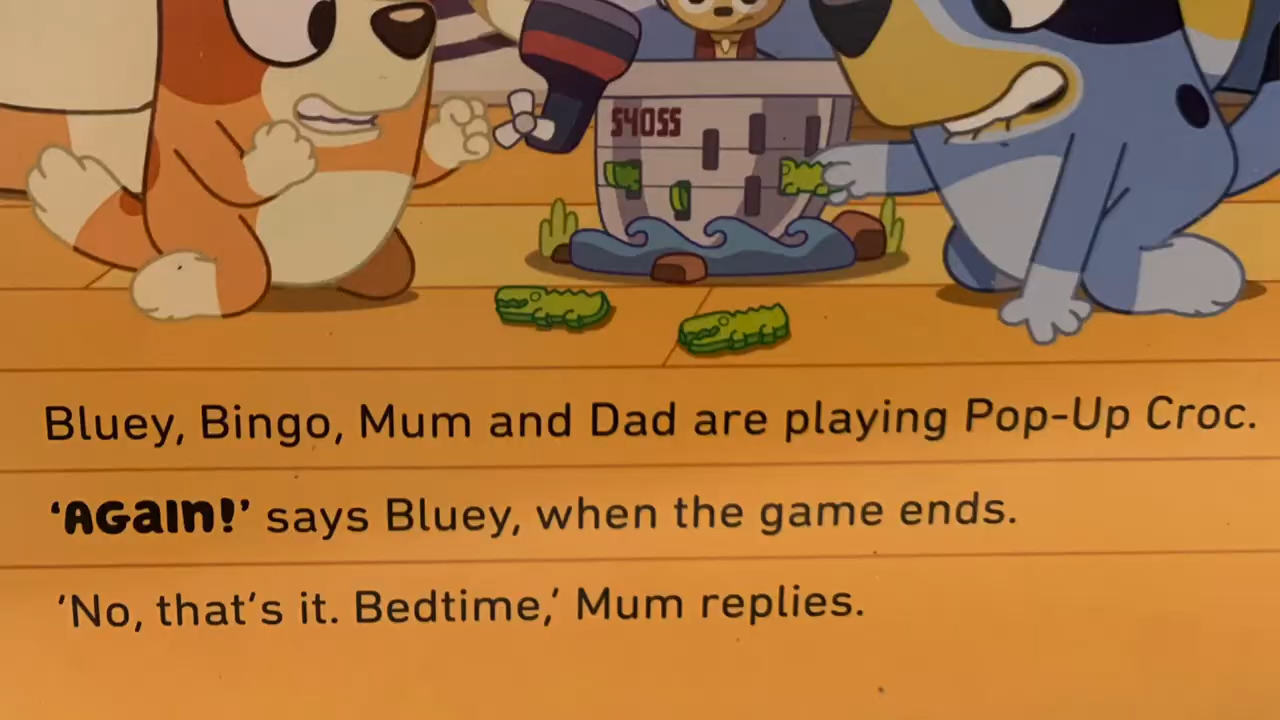 S4OSS
Bluey, Bingo, Mum and Dad are playing Pop-Up Croc.
‘AGaIn!’ says Bluey, when the game ends.
‘No, that’s it. Bedtime,’ Mum replies.